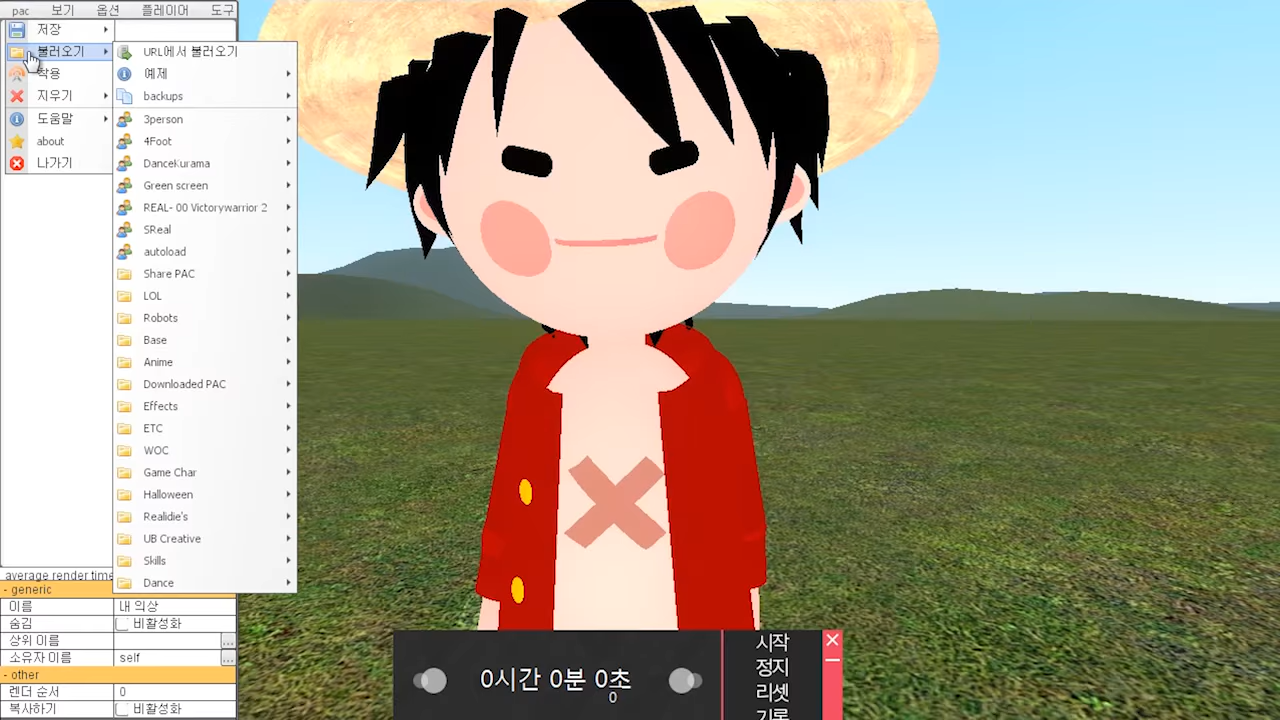 pac 보기 옵션 플레이어 도구
저장
불러오기
착용
지우기
도움말
about
나가기
URL에서 불러오기
예제
backups
3person
4Foot
DanceKurama
Green screen
REAL- 00 Victorywarrior 2
SReal
autoload
Share PAC
LOL
Robots
Base
Anime
Downloaded PAC
Effects
ETC
WOC
Game Char
Halloween
Realidie's
UB Creative
Skills
Dance
average render time
- generic
이름 내 의상
숨김 비활성화
상위 이름 ...
소유자 이름 self ...
- other
렌더 순서 0
복사하기 비활성화
0시간 0분 0초
0
시작
정지
리셋
기록